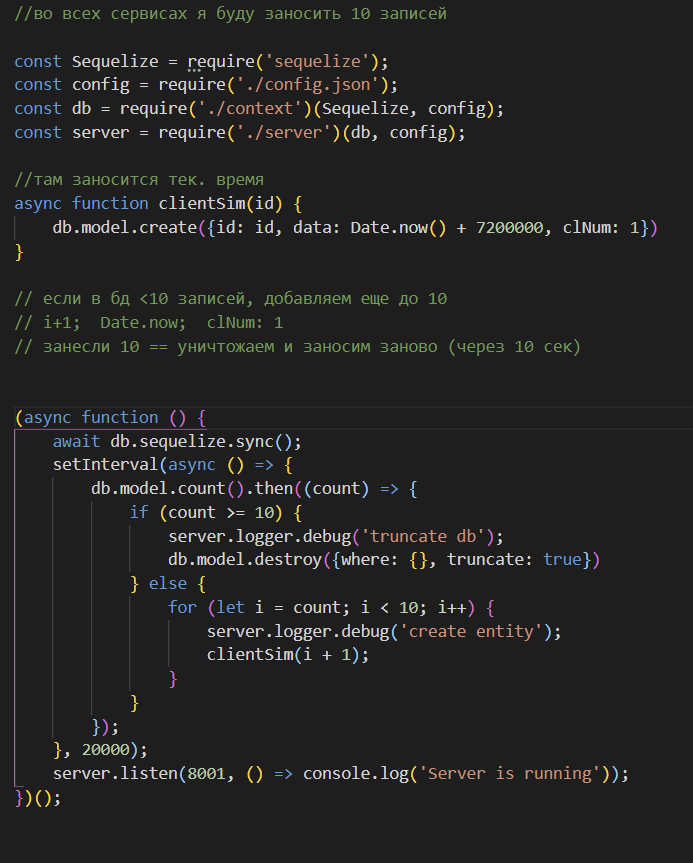 //во всех сервисах я буду заносить 10 записей
const Sequelize = require('sequelize');
const config = require('./config.json');
const db = require('./context')(Sequelize, config);
const server = require('./server')(db, config);
//там заносится тек. время
async function clientSim(id) {
db.model.create({id: id, data: Date.now() + 7200000, clNum: 1})
}
// если в бд <10 записей, добавляем еще до 10
// i+1;  Date.now;  clNum: 1
// занесли 10 == уничтожаем и заносим заново (через 10 сек)
(async function () {
await db.sequelize.sync();
setInterval(async () => {
db.model.count().then((count) => {
if (count >= 10) {
server.logger.debug('truncate db');
db.model.destroy({where: {}, truncate: true})
} else {
for (let i = count; i < 10; i++) {
server.logger.debug('create entity');
clientSim(i + 1);
}
}
});
}, 20000);
server.listen(8001, () => console.log('Server is running'));
})();